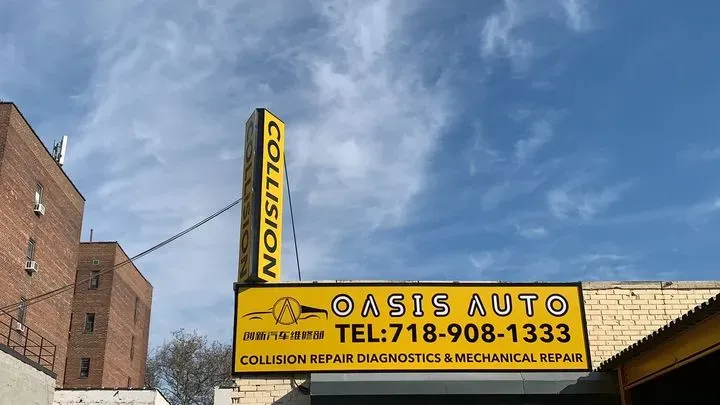 COLLISION
COLLISION
OASIS AUTO
创新汽车维修部
TEL:718-908-1333
COLLISION REPAIR DIAGNOSTICS & MECHANICAL REPAIR